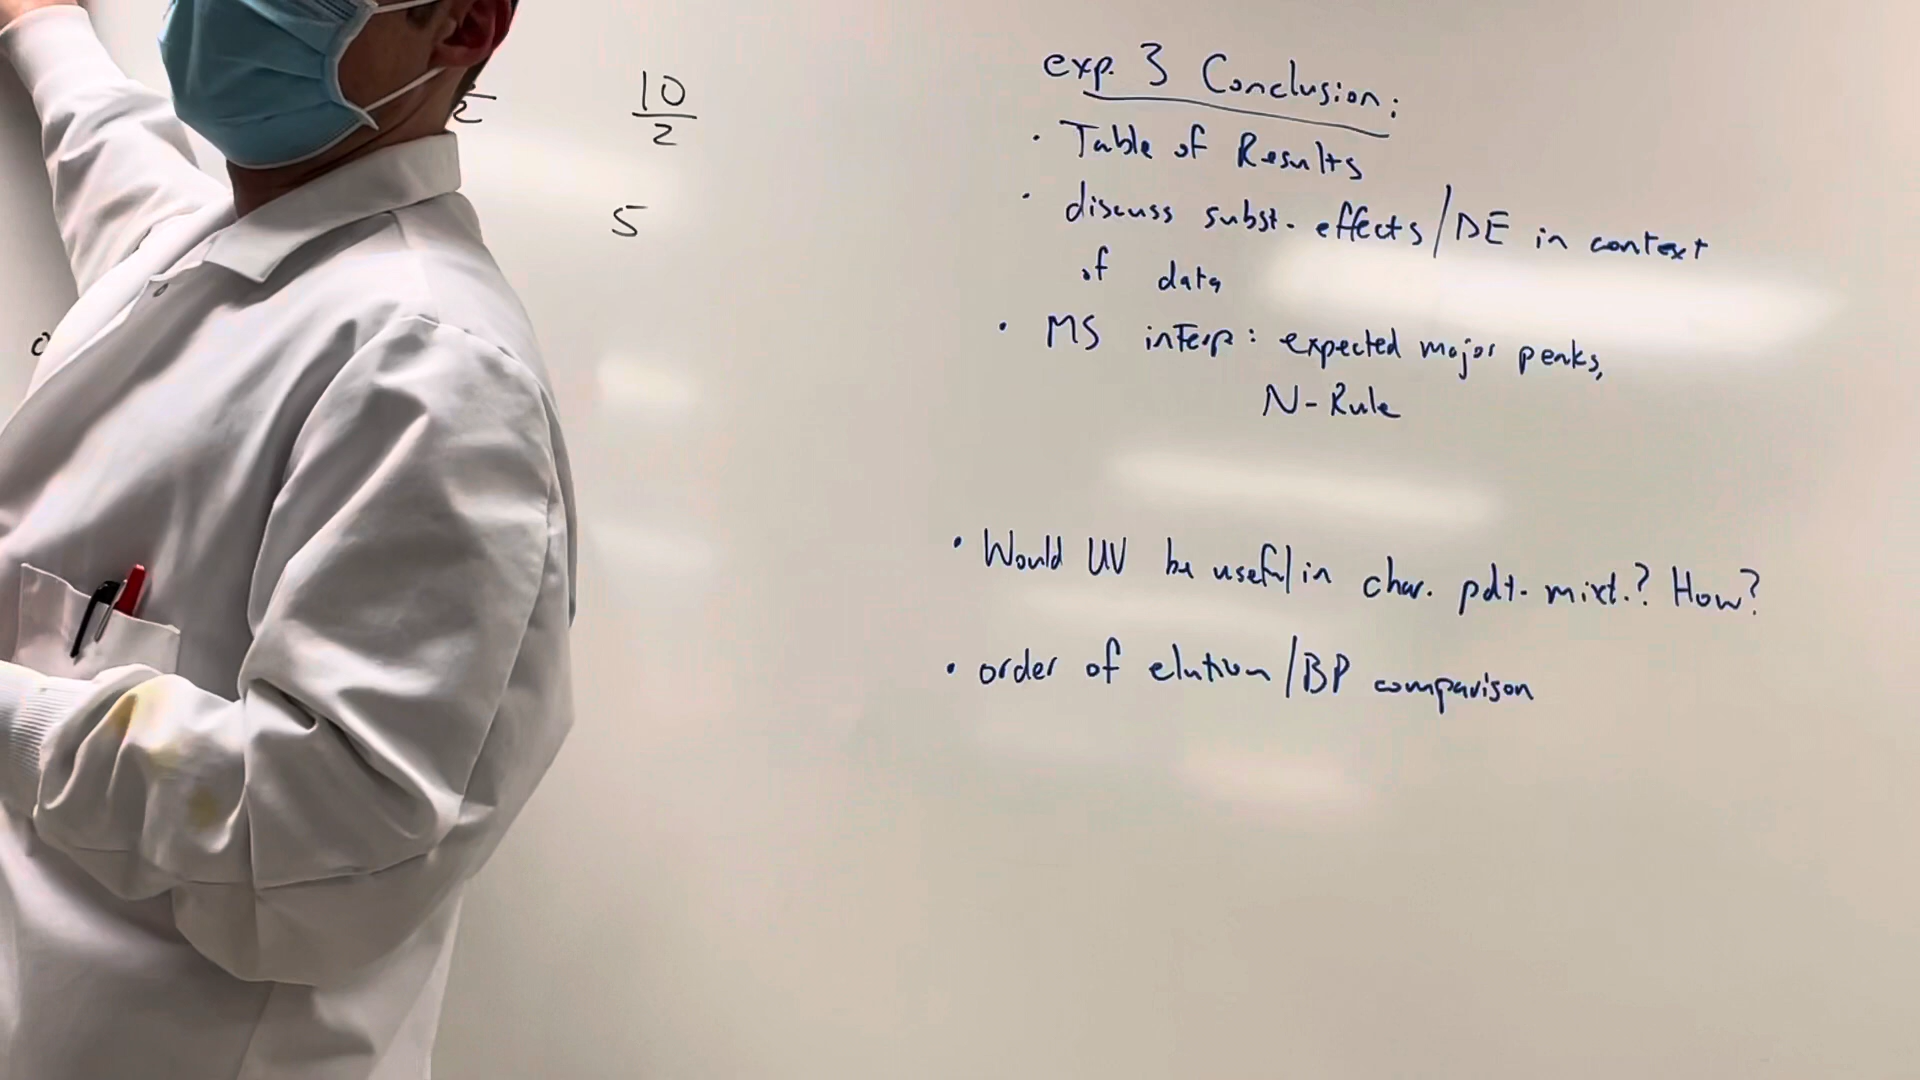 2
10
2
5
exp. 3 Conclusion:
• Table of Results
• discuss subst. effects/DE in context
of data
• MS interp: expected major peaks,
N-Rule
• Would UV be useful in char. pdt. mixt.? How?
• order of elution/BP comparison